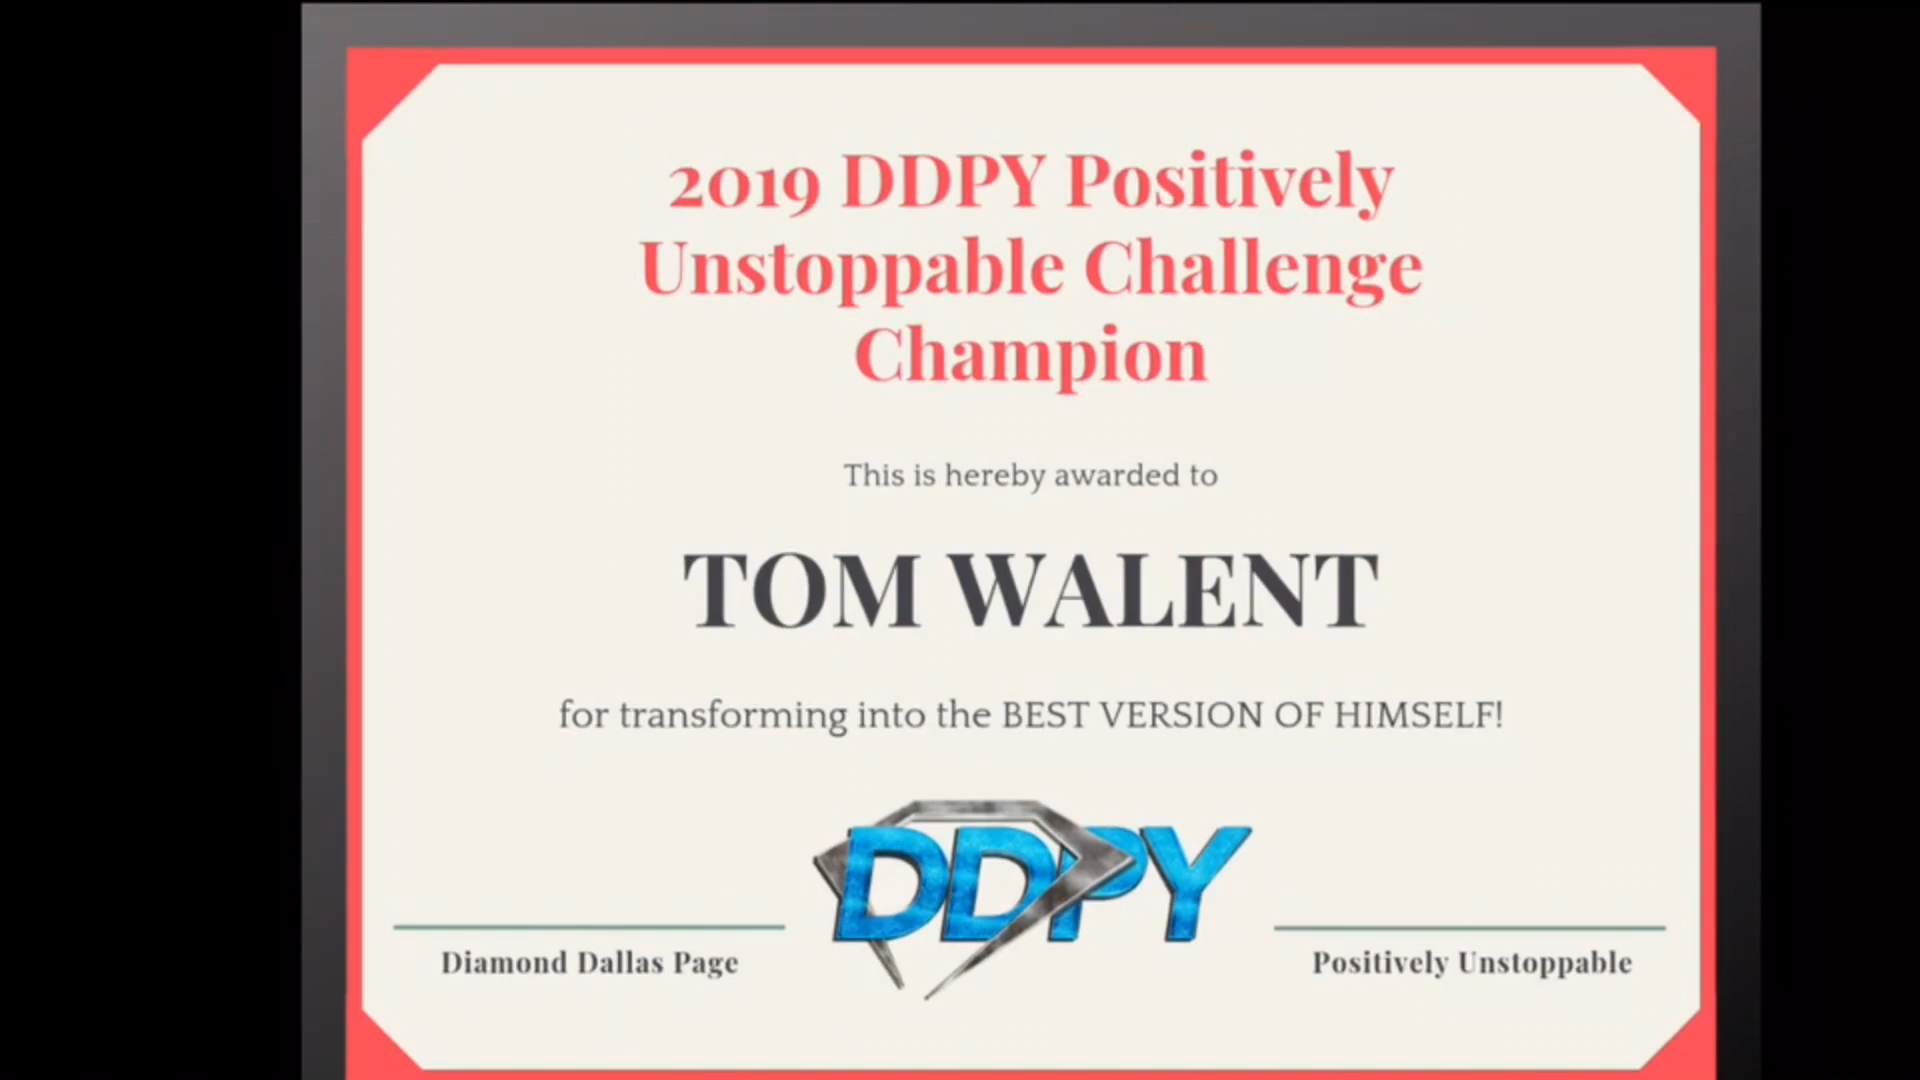 2019 DDPY Positively
Unstoppable Challenge
Champion
This is hereby awarded to
TOM WALENT
for transforming into the BEST VERSION OF HIMSELF!
DDPY
Diamond Dallas Page
Positively Unstoppable